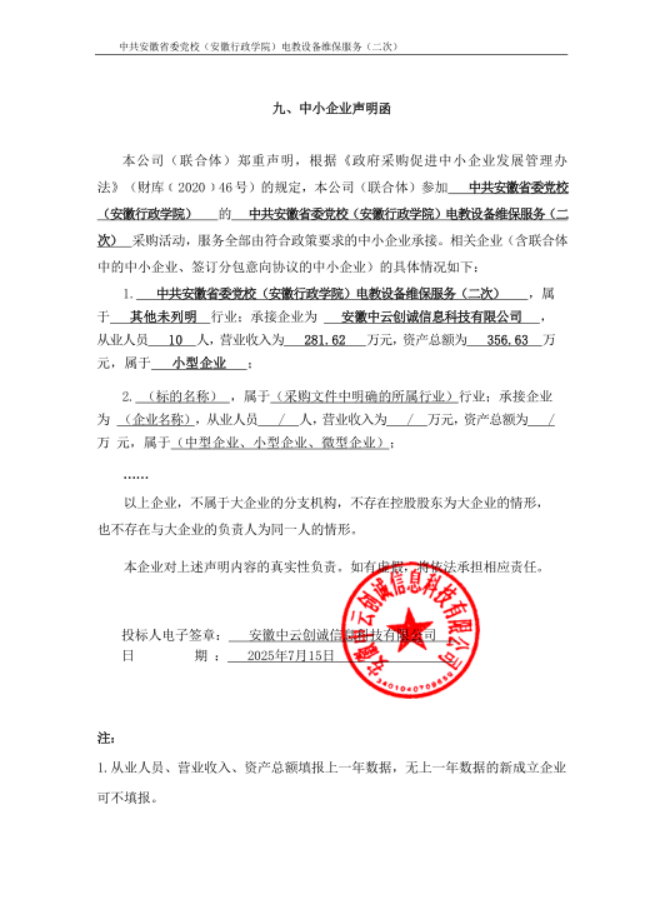 中共安徽省委党校（安徽行政学院）电教设备维保服务（二次）
九、中小企业声明函
本公司（联合体）郑重声明，根据《政府采购促进中小企业发展管理办
法》（财库﹝2020﹞46号）的规定，本公司（联合体）参加 中共安徽省委党校
（安徽行政学院） 的 中共安徽省委党校（安徽行政学院）电教设备维保服务（二
次） 采购活动，服务全部由符合政策要求的中小企业承接。相关企业（含联合体
中的中小企业、签订分包意向协议的中小企业）的具体情况如下：
1. 中共安徽省委党校（安徽行政学院）电教设备维保服务（二次） ，属
于 其他未列明 行业；承接企业为 安徽中云创诚信息科技有限公司 ，
从业人员 10 人，营业收入为 281.62 万元，资产总额为 356.63 万
元，属于 小型企业 ；
2. （标的名称） ，属于（采购文件中明确的所属行业）行业；承接企业
为 （企业名称），从业人员 / 人，营业收入为 / 万元，资产总额为 /
万 元，属于（中型企业、小型企业、微型企业）；
……
以上企业，不属于大企业的分支机构，不存在控股股东为大企业的情形，
也不存在与大企业的负责人为同一人的情形。
本企业对上述声明内容的真实性负责。如有虚假，将依法承担相应责任。
投标人电子签章： 安徽中云创诚信息科技有限公司
日 期 ： 2025年7月15日
安徽中云创诚信息科技有限公司
注：
1.从业人员、营业收入、资产总额填报上一年数据，无上一年数据的新成立企业
可不填报。